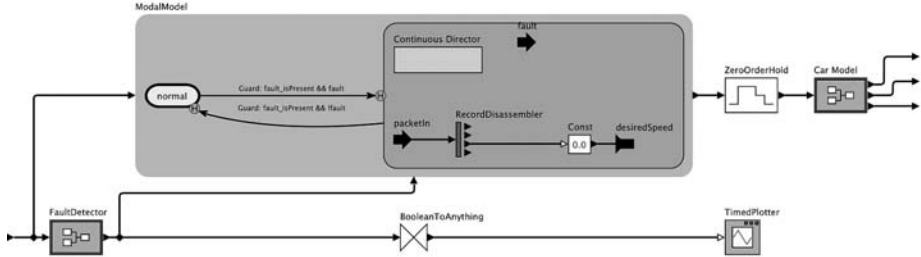 ModalModel
fault
Continuous Director
ZeroOrderHold
Car Model
Guard: fault_isPresent && fault
normal
H
H
Guard: fault_isPresent && !fault
packetIn
RecordDisassembler
Const
desiredSpeed
0.0
FaultDetector
BooleanToAnything
TimedPlotter